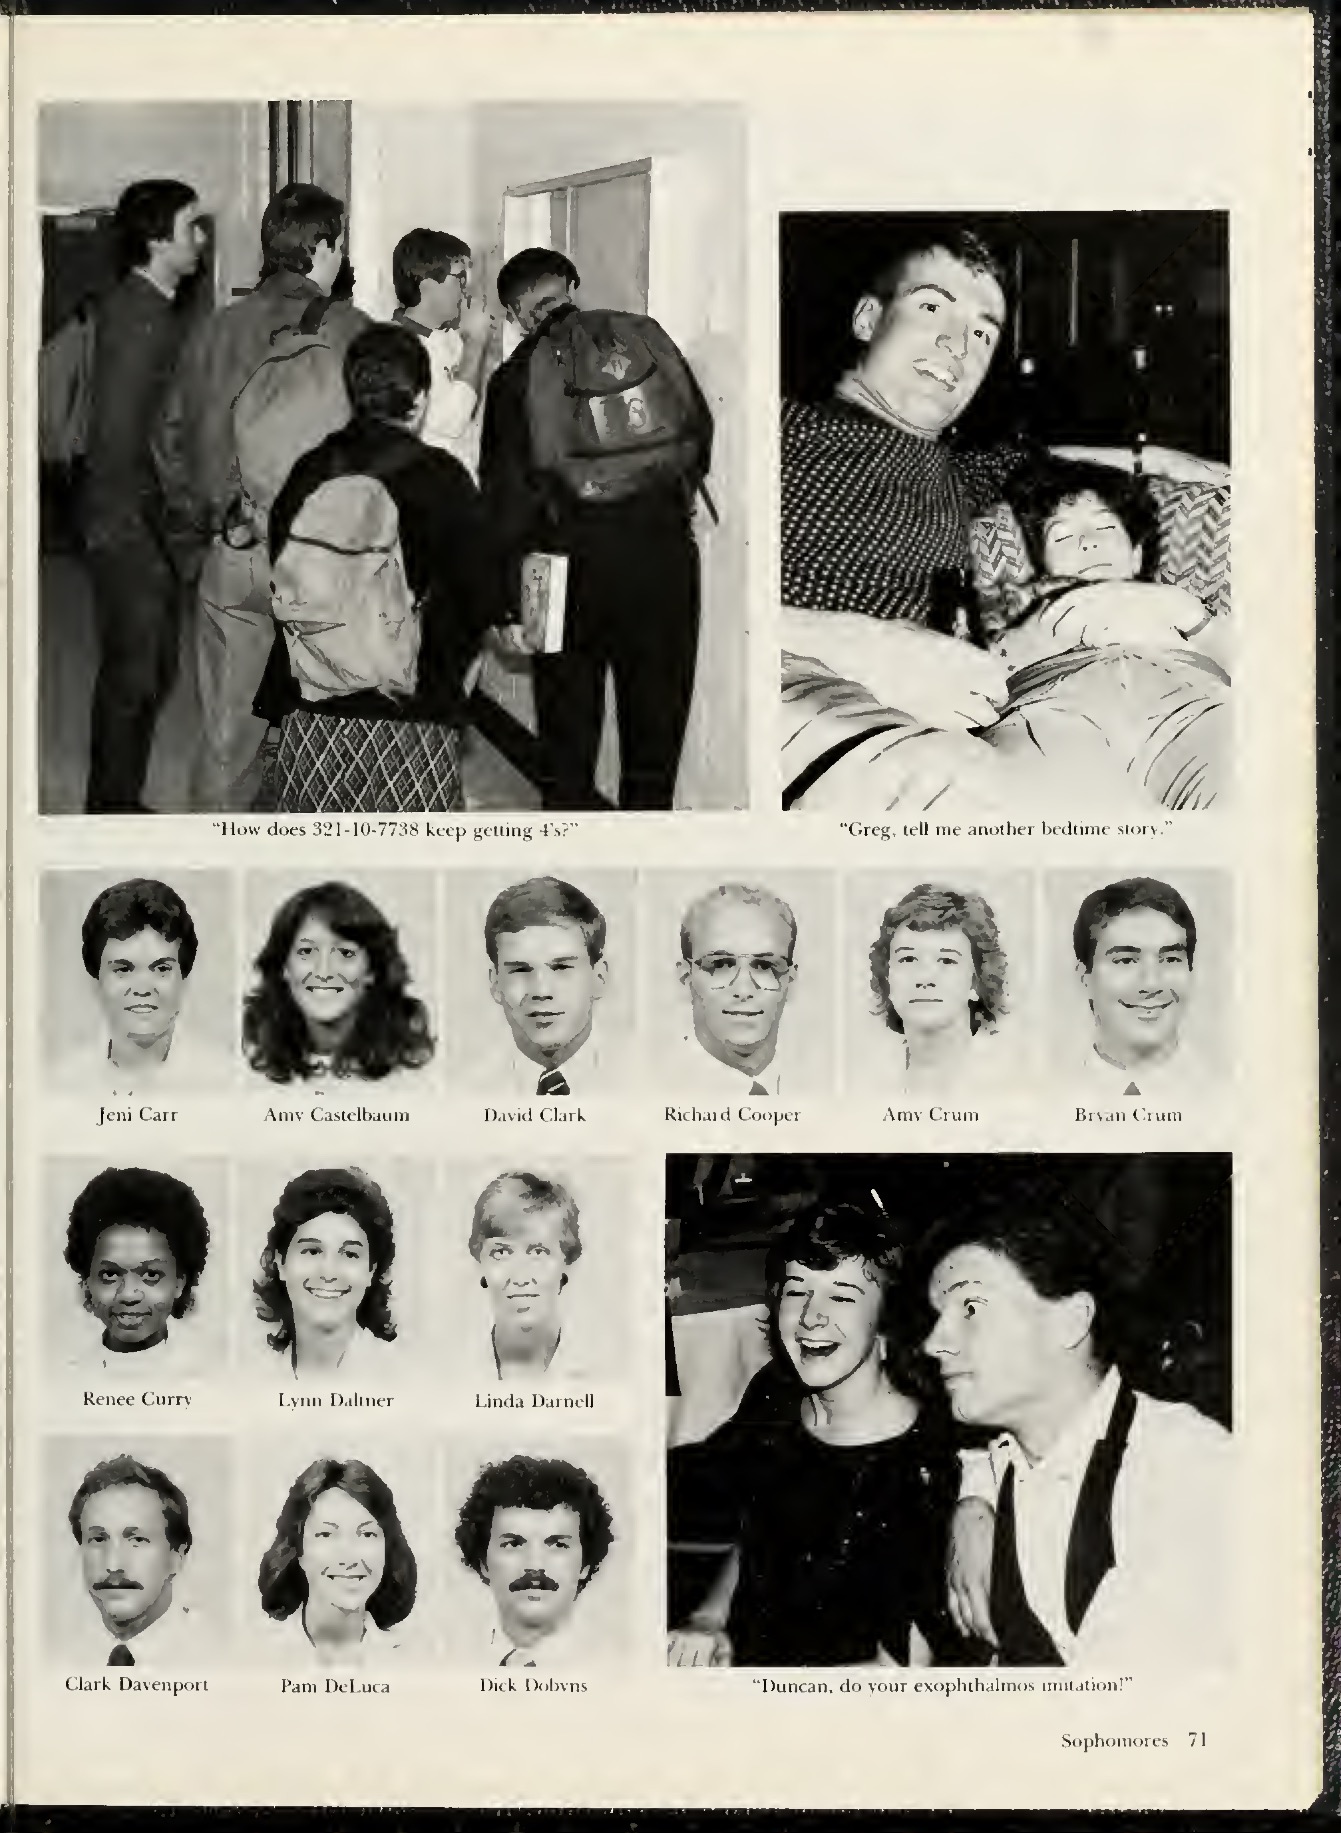 "How does 321-10-7738 keep getting 4's?"
"Greg, tell me another bedtime story."
Jeni Carr
Amy Castelbaum
David Clark
Richard Cooper
Amy Crum
Bryan Crum
Renee Curry
Lynn Daltner
Linda Darnell
Clark Davenport
Pam DeLuca
Dick Dobyns
"Duncan, do your exophthalmos imitation!"
Sophomores 71